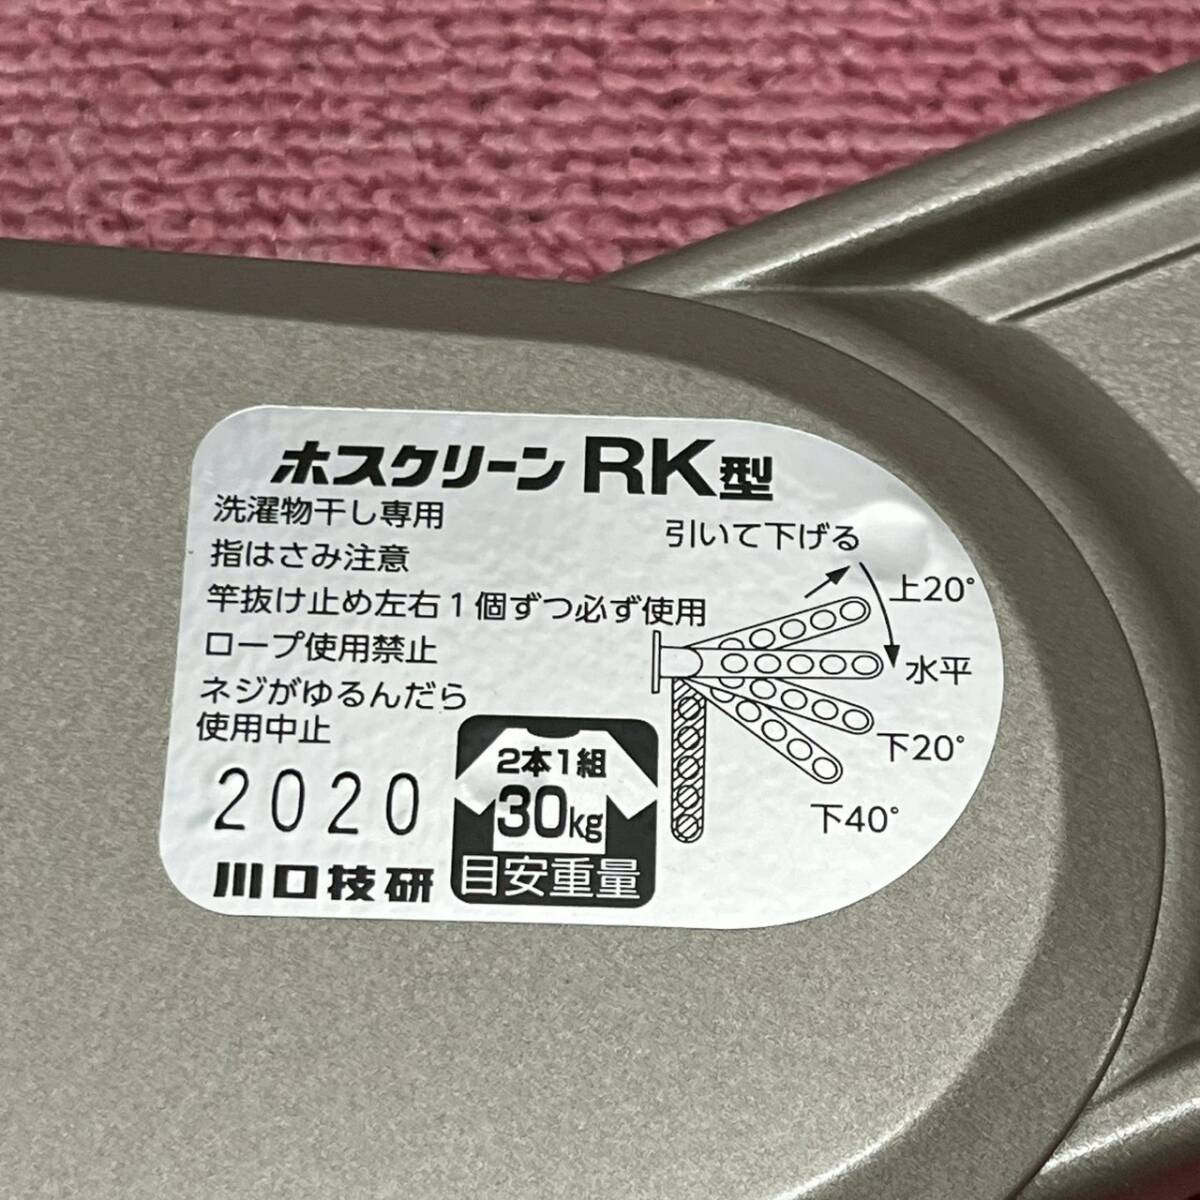 ホスクリーン RK型
洗濯物干し専用
指はさみ注意
竿抜け止め左右1個ずつ必ず使用
ロープ使用禁止
ネジがゆるんだら
使用中止
2020
川口技研
2本1組
30kg
目安重量
引いて下げる
上20°
水平
下20°
下40°